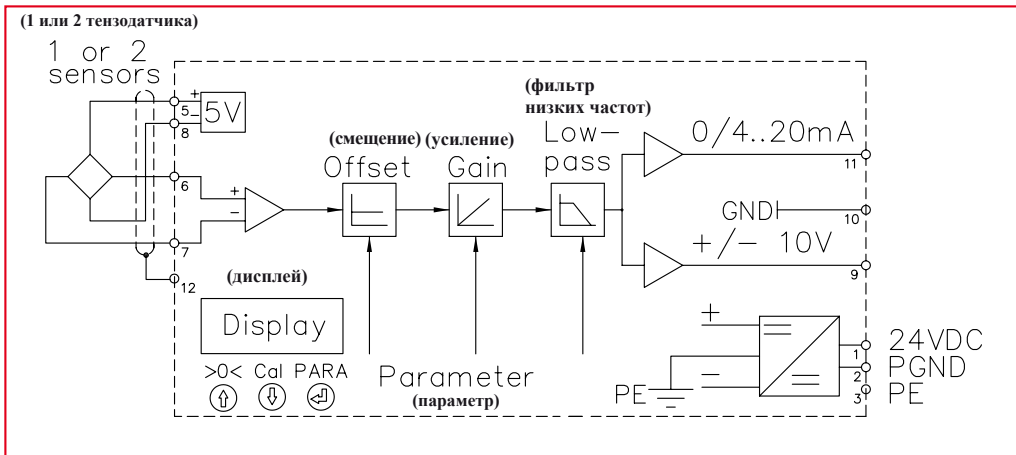 (1 или 2 тензодатчика)
1 or 2
sensors
+
5
−
8
5V
6
+
−
7
12
(смещение)
Offset
(усиление)
Gain
(фильтр
низких частот)
Low-
pass
0/4..20mA
11
GND
10
+/− 10V
9
(дисплей)
Display
>0< Cal PARA
Parameter
(параметр)
+
−
PE
24VDC
1
PGND
2
PE
3